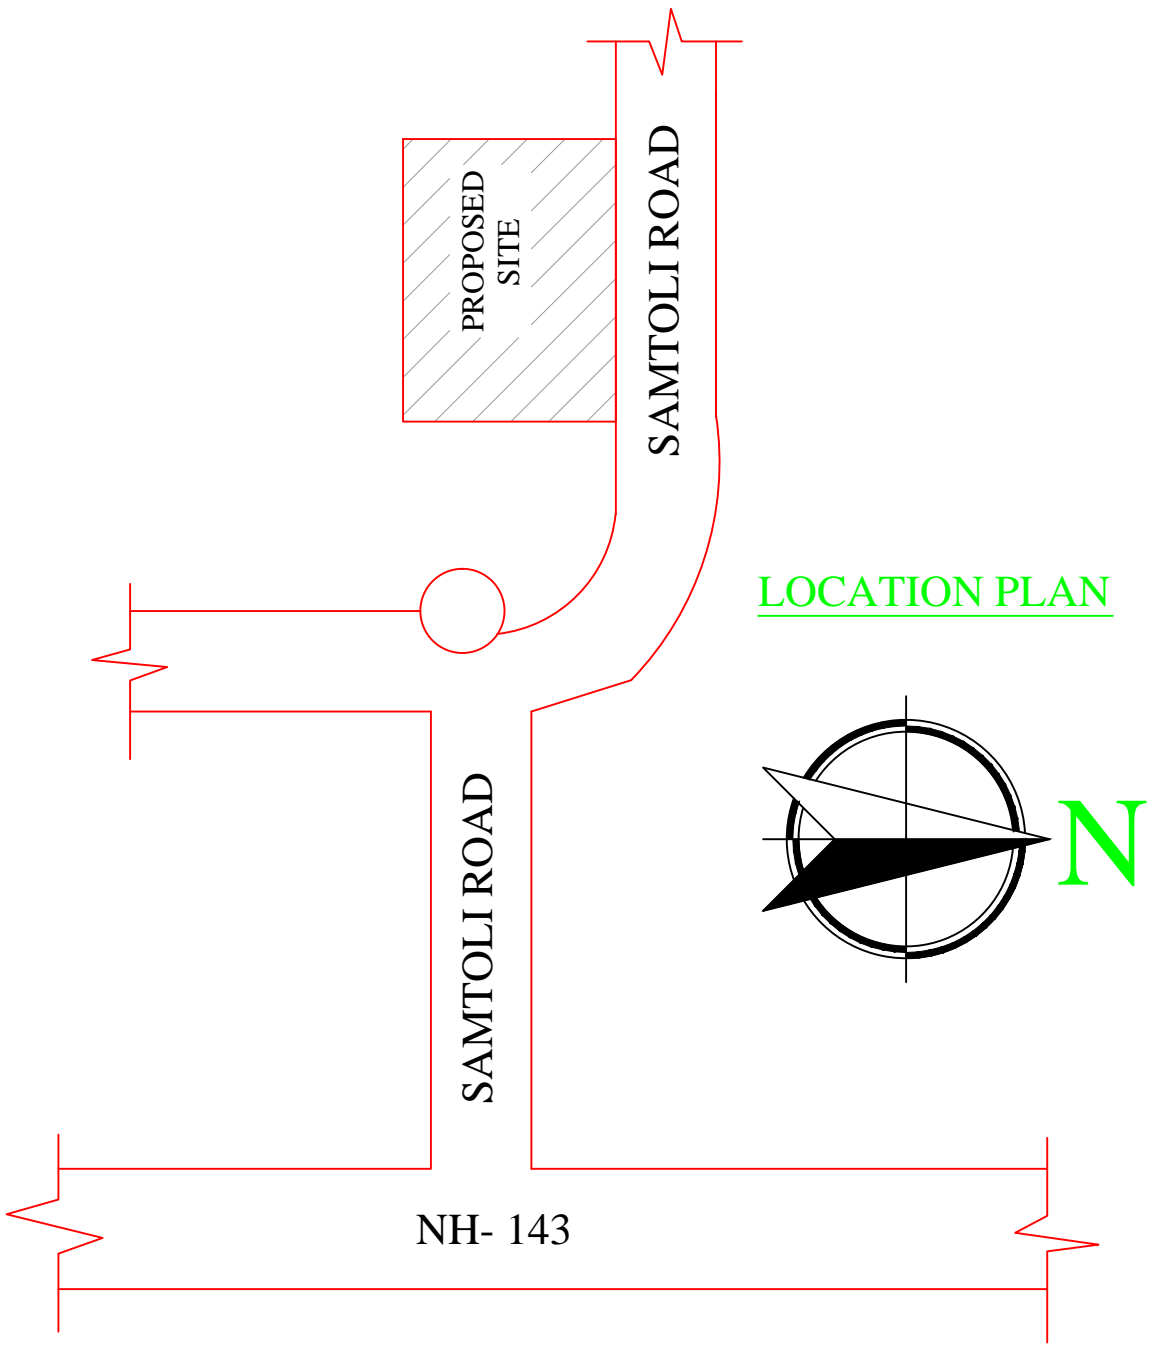 PROPOSED
SITE
SAMTOLI ROAD
LOCATION PLAN
N
SAMTOLI ROAD
NH- 143